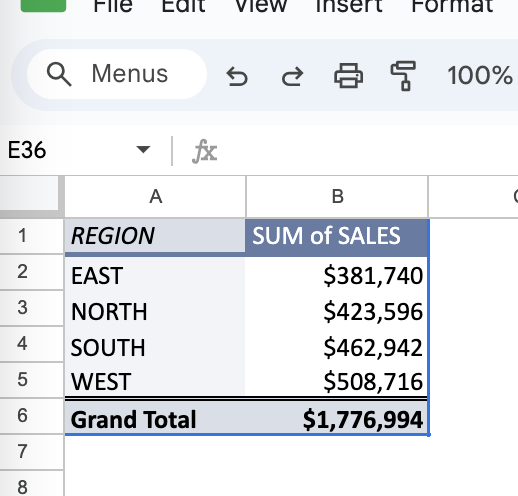 File Edit View Insert Format
Menus 100%
E36 fx
A B
1 REGION SUM of SALES
2 EAST $381,740
3 NORTH $423,596
4 SOUTH $462,942
5 WEST $508,716
6 Grand Total $1,776,994
7
8